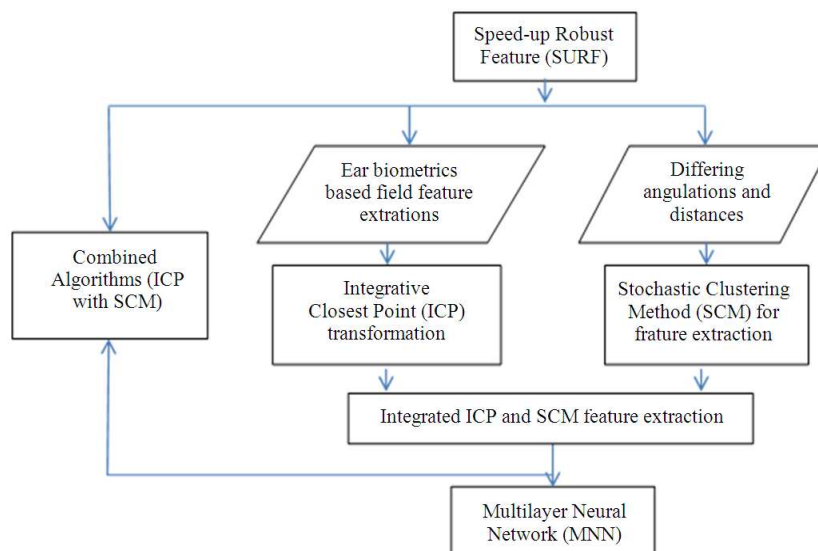 Speed-up Robust
Feature (SURF)
Ear biometrics
based field feature
extrations
Differing
angulations and
distances
Combined
Algorithms (ICP
with SCM)
Integrative
Closest Point (ICP)
transformation
Stochastic Clustering
Method (SCM) for
frature extraction
Integrated ICP and SCM feature extraction
Multilayer Neural
Network (MNN)